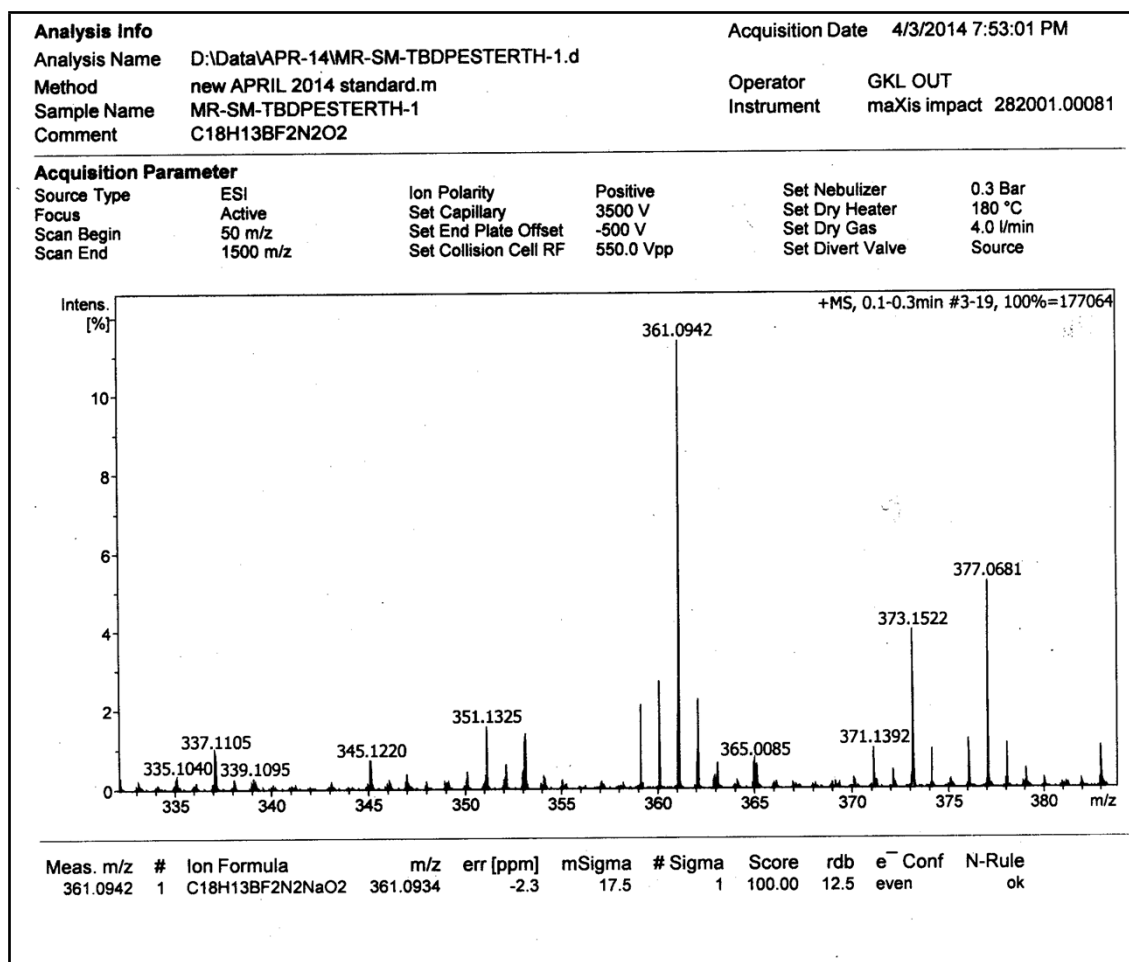 Analysis Info Acquisition Date 4/3/2014 7:53:01 PM
Analysis Name D:\Data\APR-14\MR-SM-TBDPESTERTH-1.d
Method new APRIL 2014 standard.m Operator GKL OUT
Sample Name MR-SM-TBDPESTERTH-1 Instrument maXis impact 282001.00081
Comment C18H13BF2N2O2
Acquisition Parameter
Source Type ESI Ion Polarity Positive Set Nebulizer 0.3 Bar
Focus Active Set Capillary 3500 V Set Dry Heater 180 °C
Scan Begin 50 m/z Set End Plate Offset -500 V Set Dry Gas 4.0 l/min
Scan End 1500 m/z Set Collision Cell RF 550.0 Vpp Set Divert Valve Source
Intens. +MS, 0.1-0.3min #3-19, 100%=177064
[%]
361.0942
10
8
6
377.0681
373.1522
4
351.1325
2
371.1392
337.1105 345.1220 365.0085
335.1040 339.1095
0
335 340 345 350 355 360 365 370 375 380 m/z
Meas. m/z # Ion Formula m/z err [ppm] mSigma # Sigma Score rdb e⁻ Conf N-Rule
361.0942 1 C18H13BF2N2NaO2 361.0934 -2.3 17.5 1 100.00 12.5 even ok